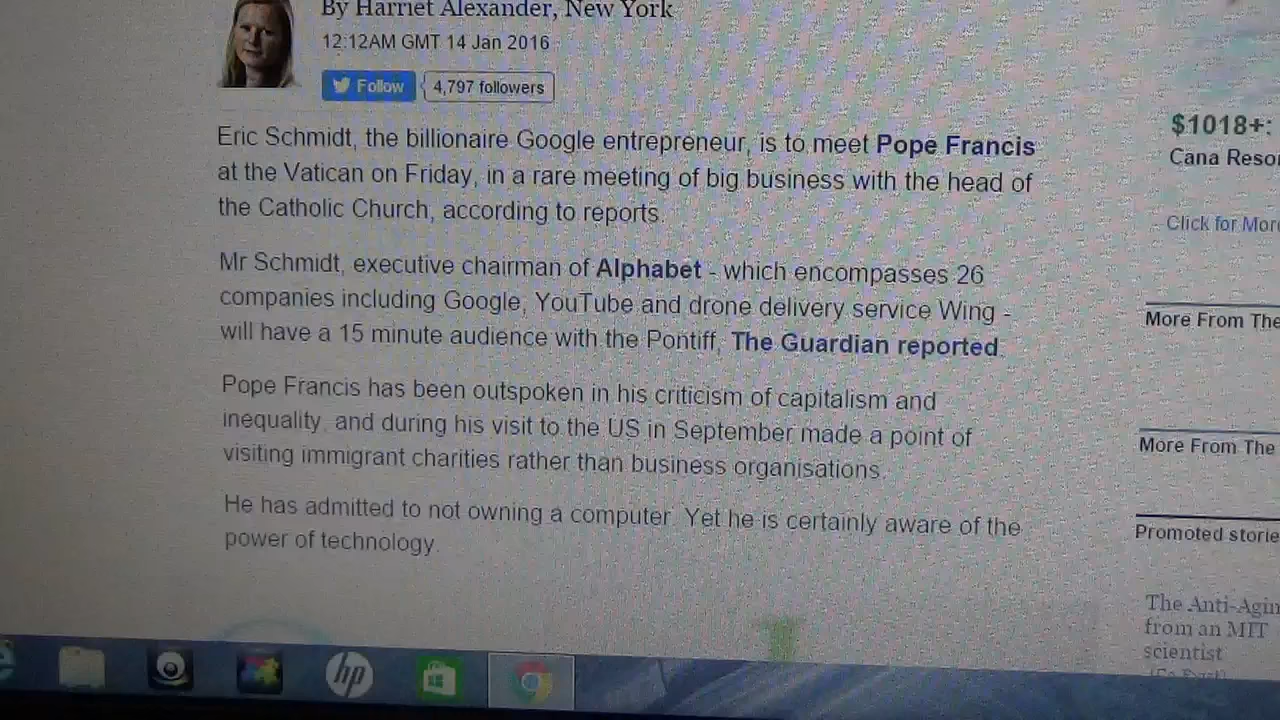 By Harriet Alexander, New York
12:12AM GMT 14 Jan 2016
Follow 4,797 followers
Eric Schmidt, the billionaire Google entrepreneur, is to meet Pope Francis
at the Vatican on Friday, in a rare meeting of big business with the head of
the Catholic Church, according to reports.
Mr Schmidt, executive chairman of Alphabet - which encompasses 26
companies including Google, YouTube and drone delivery service Wing -
will have a 15 minute audience with the Pontiff, The Guardian reported.
Pope Francis has been outspoken in his criticism of capitalism and
inequality, and during his visit to the US in September made a point of
visiting immigrant charities rather than business organisations.
He has admitted to not owning a computer. Yet he is certainly aware of the
power of technology.
$1018+:
Cana Resor
Click for More
More From The
More From The
Promoted storie
The Anti-Agin
from an MIT
scientist
hp